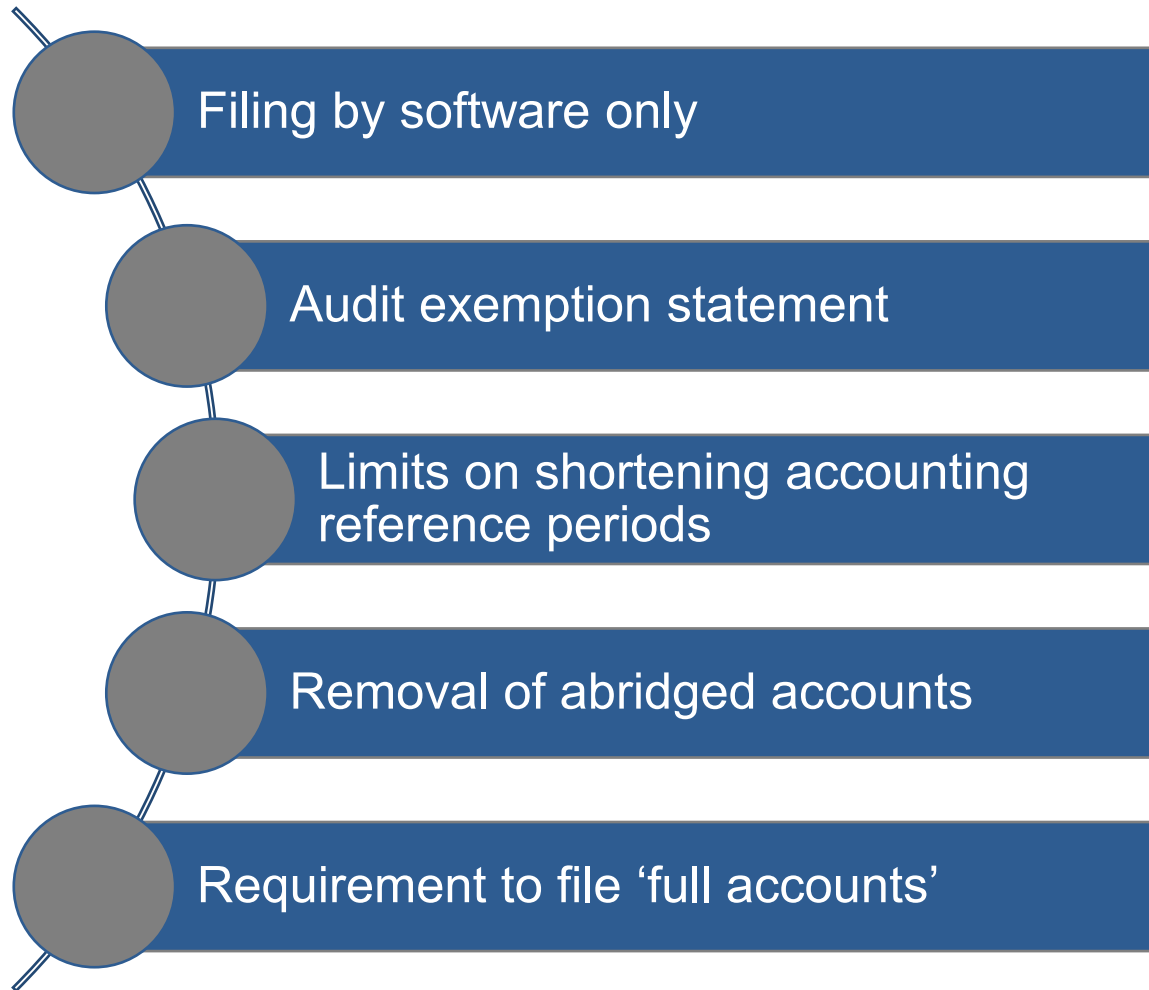 Filing by software only
Audit exemption statement
Limits on shortening accounting
reference periods
Removal of abridged accounts
Requirement to file ‘full accounts’